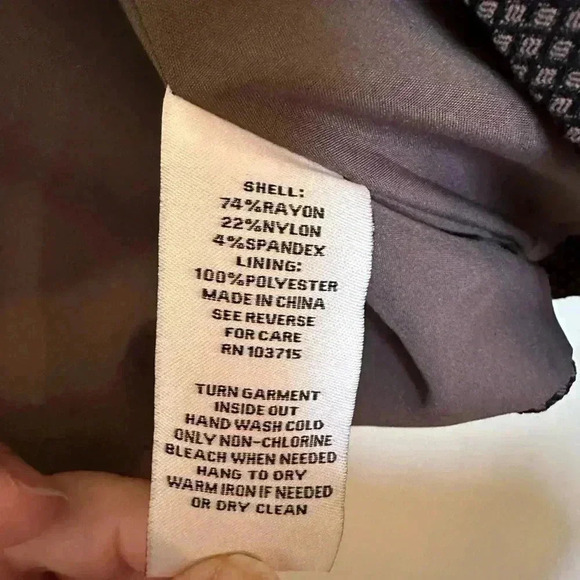 SHELL:
74%RAYON
22%NYLON
4%SPANDEX
LINING:
100%POLYESTER
MADE IN CHINA
SEE REVERSE
FOR CARE
RN 103715
TURN GARMENT
INSIDE OUT
HAND WASH COLD
ONLY NON-CHLORINE
BLEACH WHEN NEEDED
HANG TO DRY
WARM IRON IF NEEDED
OR DRY CLEAN